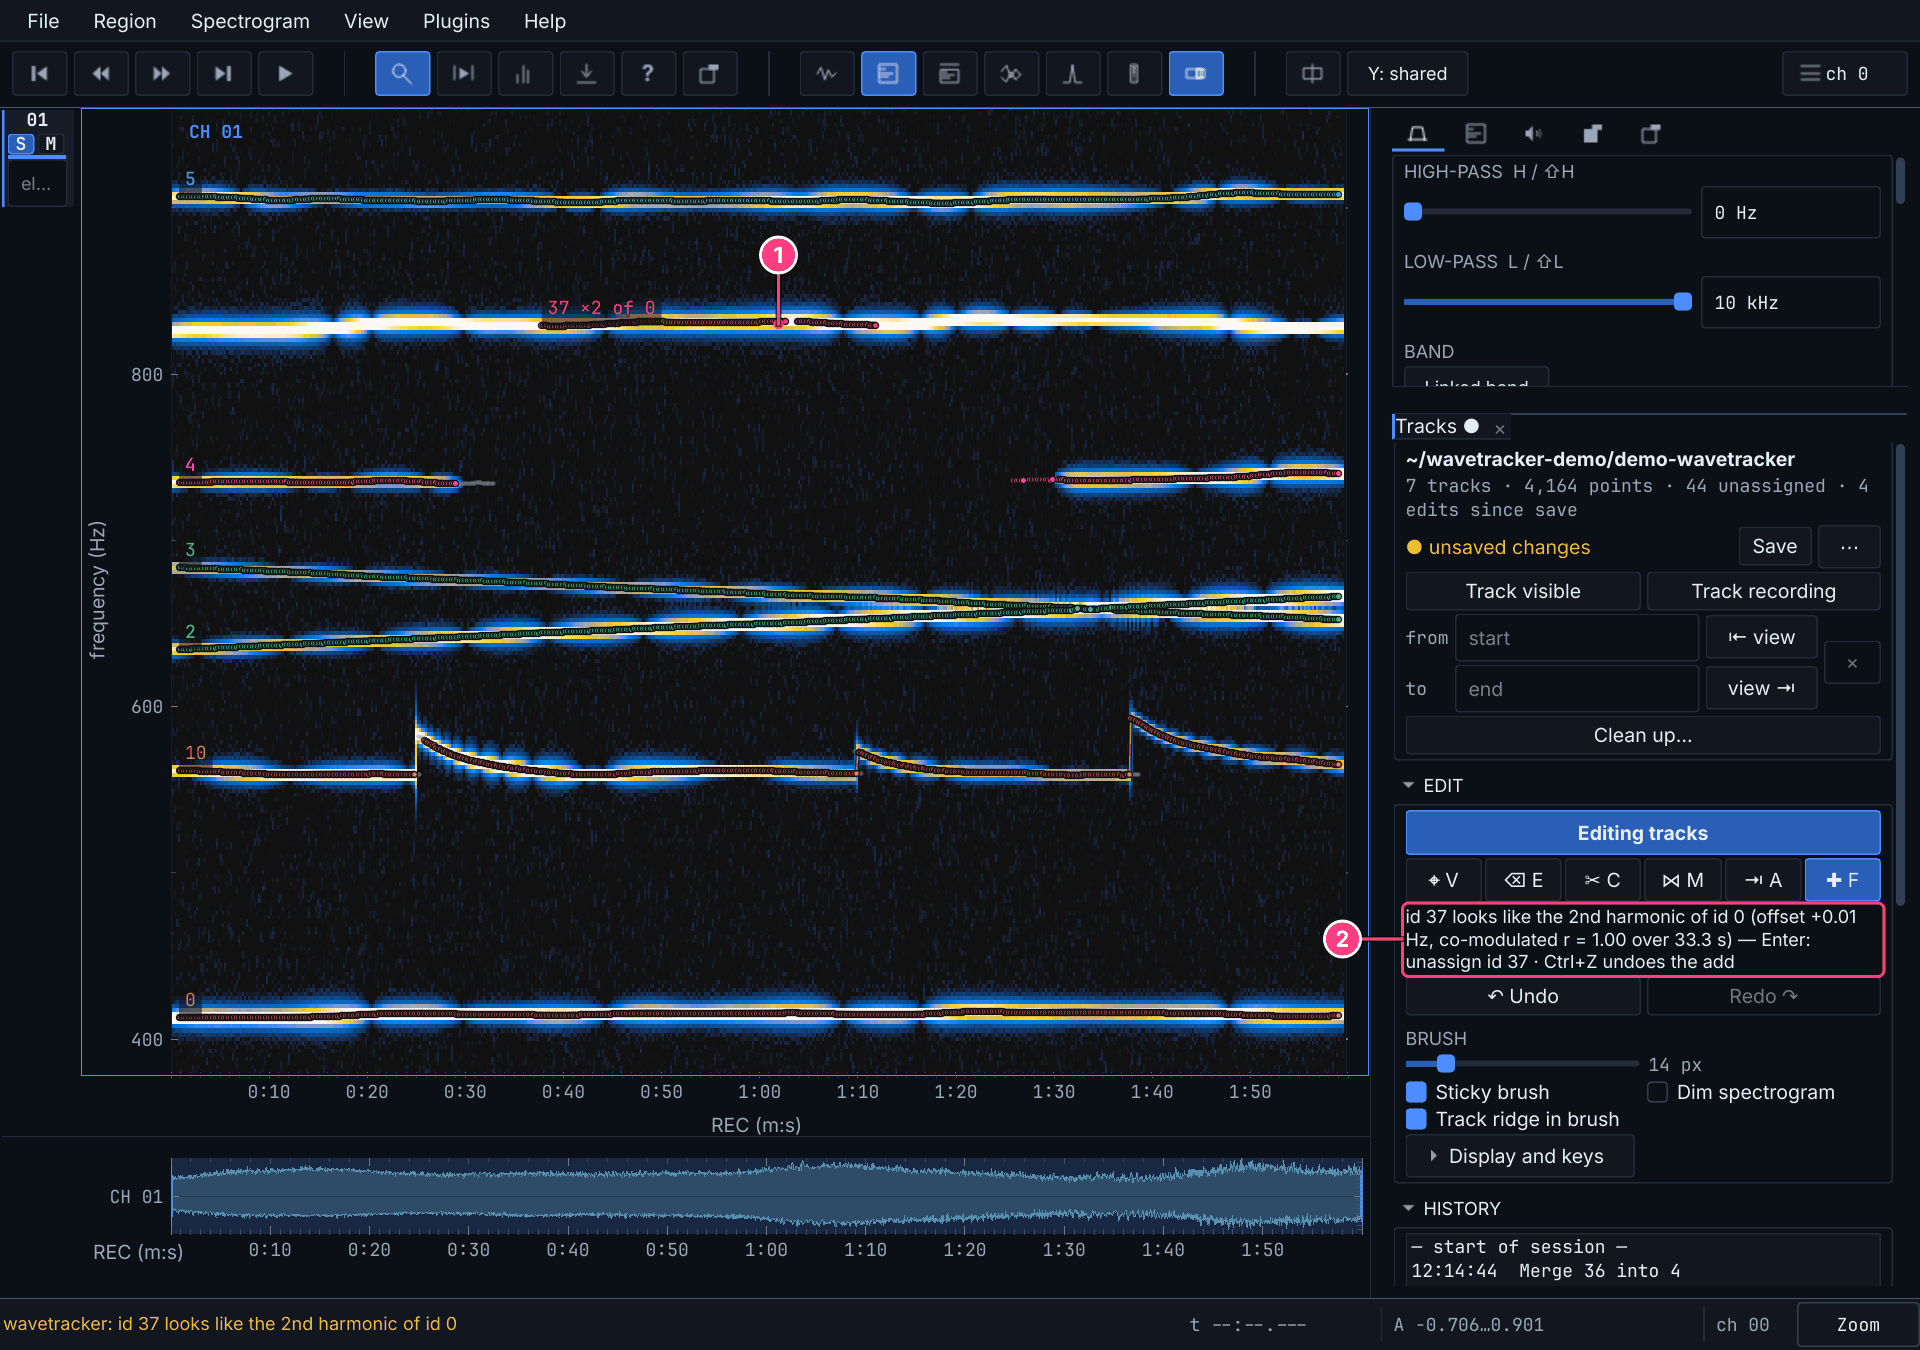 File Region Spectrogram View Plugins Help
? Y: shared ch 0
01
S M
el...
CH 01
5
1
37 ×2 of 0
800
4
3
2
600
10
0
400
frequency (Hz)
0:10 0:20 0:30 0:40 0:50 1:00 1:10 1:20 1:30 1:40 1:50
REC (m:s)
CH 01
REC (m:s) 0:10 0:20 0:30 0:40 0:50 1:00 1:10 1:20 1:30 1:40 1:50
HIGH-PASS H / ⇧H
0 Hz
LOW-PASS L / ⇧L
10 kHz
BAND
Linked band
Tracks ● ×
~/wavetracker-demo/demo-wavetracker
7 tracks · 4,164 points · 44 unassigned · 4
edits since save
unsaved changes Save ...
Track visible Track recording
from start ⇤ view
×
to end view ⇥
Clean up...
EDIT
Editing tracks
⌖ V ⌫ E ✂ C ⋈ M ⇥ A ✚ F
2
id 37 looks like the 2nd harmonic of id 0 (offset +0.01
Hz, co-modulated r = 1.00 over 33.3 s) — Enter:
unassign id 37 · Ctrl+Z undoes the add
↶ Undo Redo ↷
BRUSH
14 px
Sticky brush Dim spectrogram
Track ridge in brush
Display and keys
HISTORY
— start of session —
12:14:44 Merge 36 into 4
wavetracker: id 37 looks like the 2nd harmonic of id 0 t --:--.--- A -0.706…0.901 ch 00 Zoom